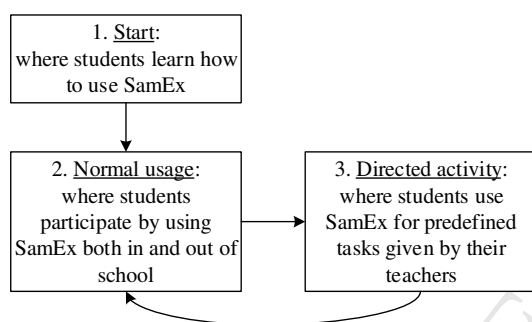 1. Start:
where students learn how
to use SamEx
2. Normal usage:
where students
participate by using
SamEx both in and out of
school
3. Directed activity:
where students use
SamEx for predefined
tasks given by their
teachers